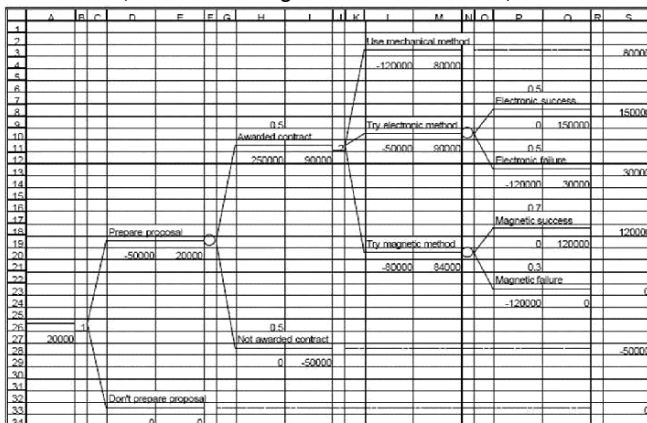 A B C D E F G H I J K L M N O P Q R S
1
2 Use mechanical method
3 80000
4 -120000 80000
5
6 0.5
7 Electronic success
8 15000
9 0.5 Try electronic method 0 150000
10 Awarded contract
11 2 -50000 90000 0.5
12 250000 90000 Electronic failure
13 30000
14 -120000 30000
15
16 0.7
17 Magnetic success
18 Prepare proposal 12000
19 Try magnetic method 0 120000
20 -50000 20000
21 -80000 84000 0.3
22 Magnetic failure
23 0
24 -120000 0
25
26 1 0.5
27 20000 Not awarded contract
28 -50000
29 0 -50000
30
31
32 Don't prepare proposal
33 0
34 0 0